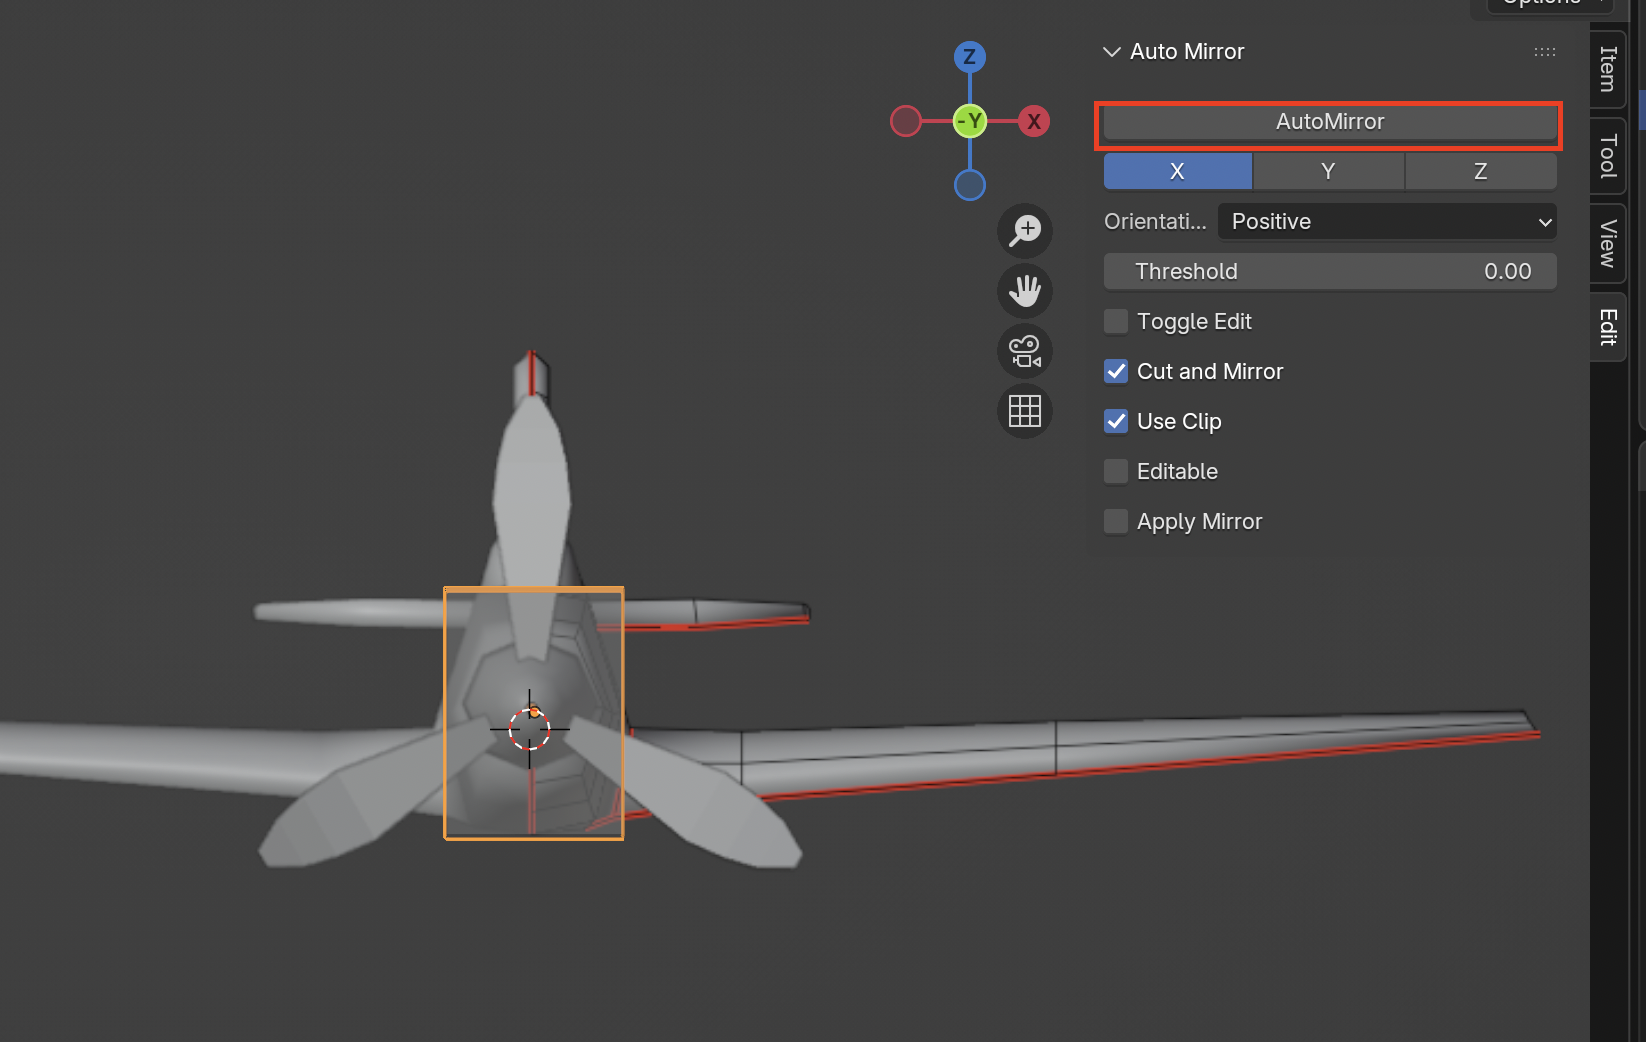 Options
Auto Mirror
Z
-Y
X
AutoMirror
X Y Z
Orientati... Positive
Threshold 0.00
Toggle Edit
Cut and Mirror
Use Clip
Editable
Apply Mirror
Item
Tool
View
Edit